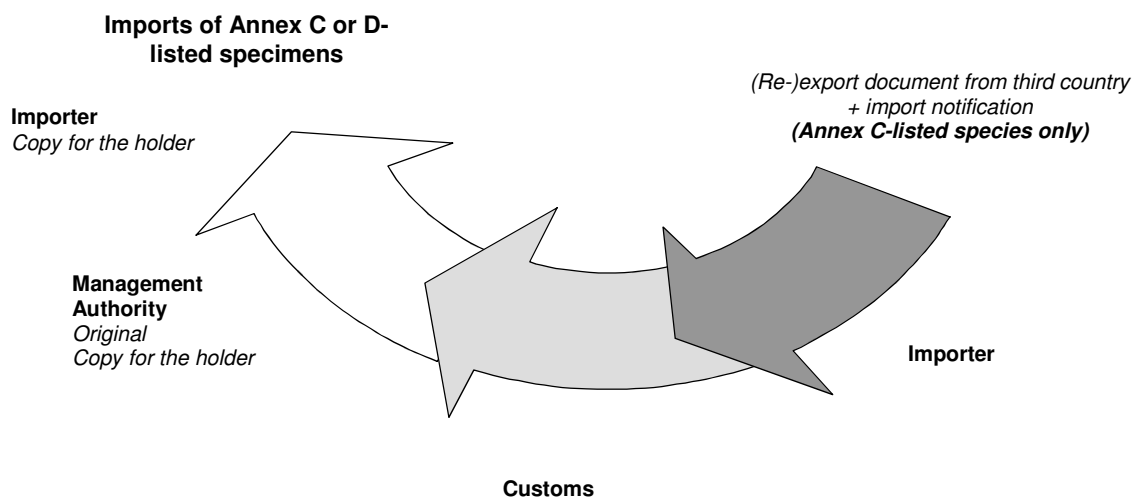 Imports of Annex C or D-
listed specimens
(Re-)export document from third country
+ import notification
(Annex C-listed species only)
Importer
Copy for the holder
Management
Authority
Original
Copy for the holder
Importer
Customs